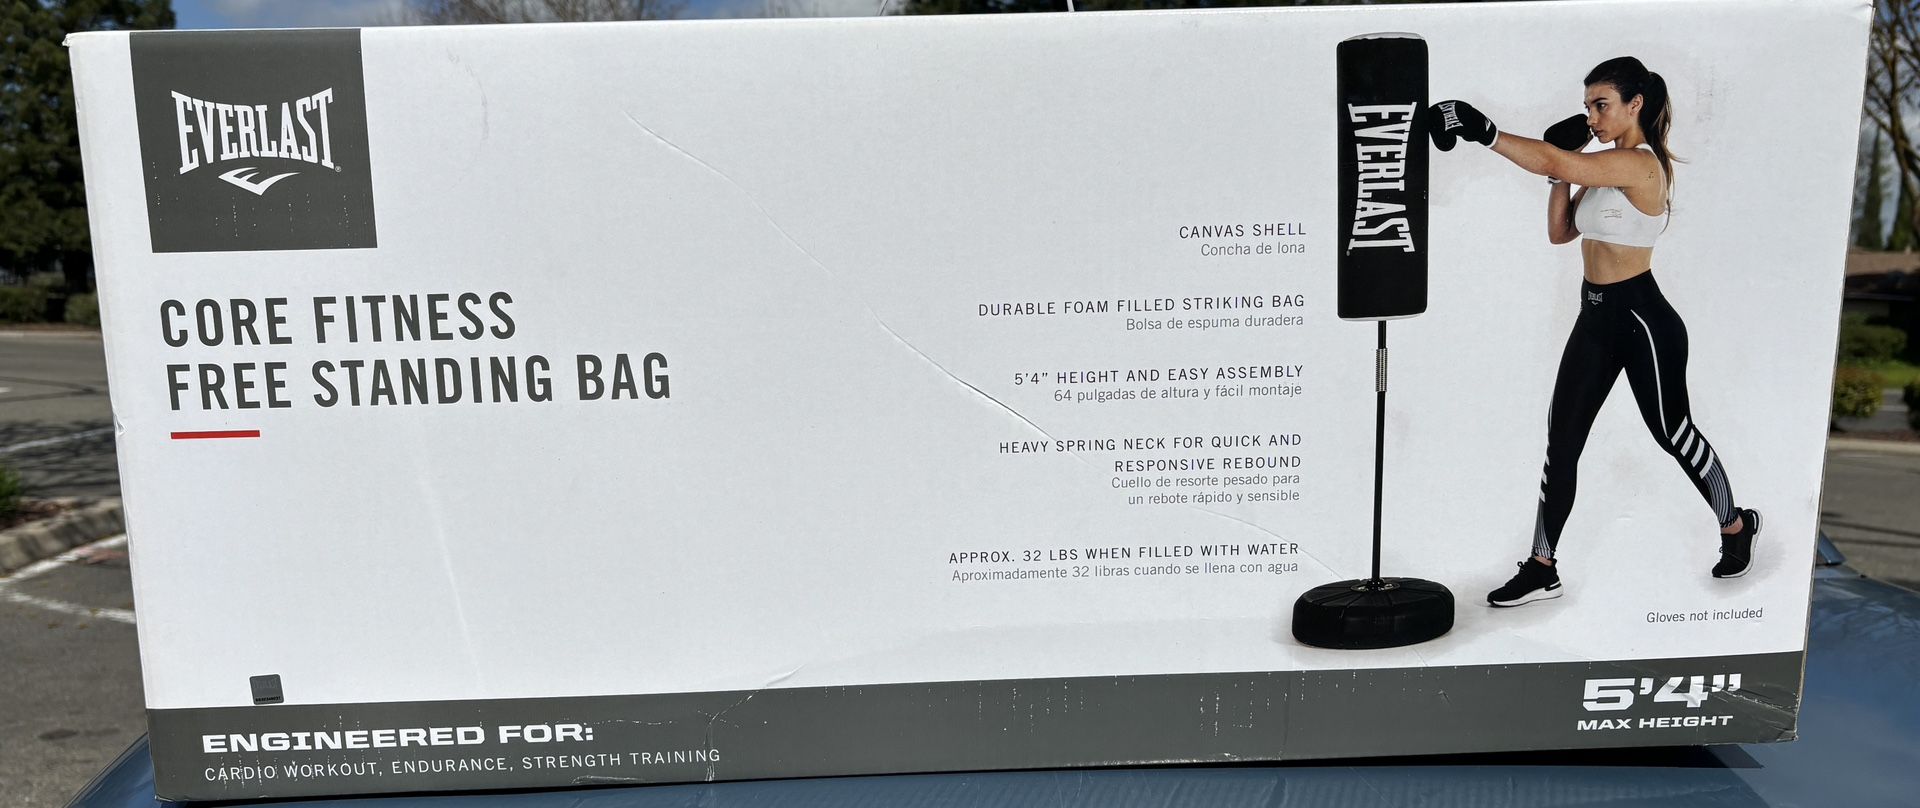 EVERLAST
CORE FITNESS
FREE STANDING BAG
CANVAS SHELL
Concha de lona
DURABLE FOAM FILLED STRIKING BAG
Bolsa de espuma duradera
5'4” HEIGHT AND EASY ASSEMBLY
64 pulgadas de altura y fácil montaje
HEAVY SPRING NECK FOR QUICK AND
RESPONSIVE REBOUND
Cuello de resorte pesado para
un rebote rápido y sensible
APPROX. 32 LBS WHEN FILLED WITH WATER
Aproximadamente 32 libras cuando se llena con agua
EVERLAST
EVERLAST
EVERLAST
Gloves not included
ENGINEERED FOR:
CARDIO WORKOUT, ENDURANCE, STRENGTH TRAINING
5'4"
MAX HEIGHT